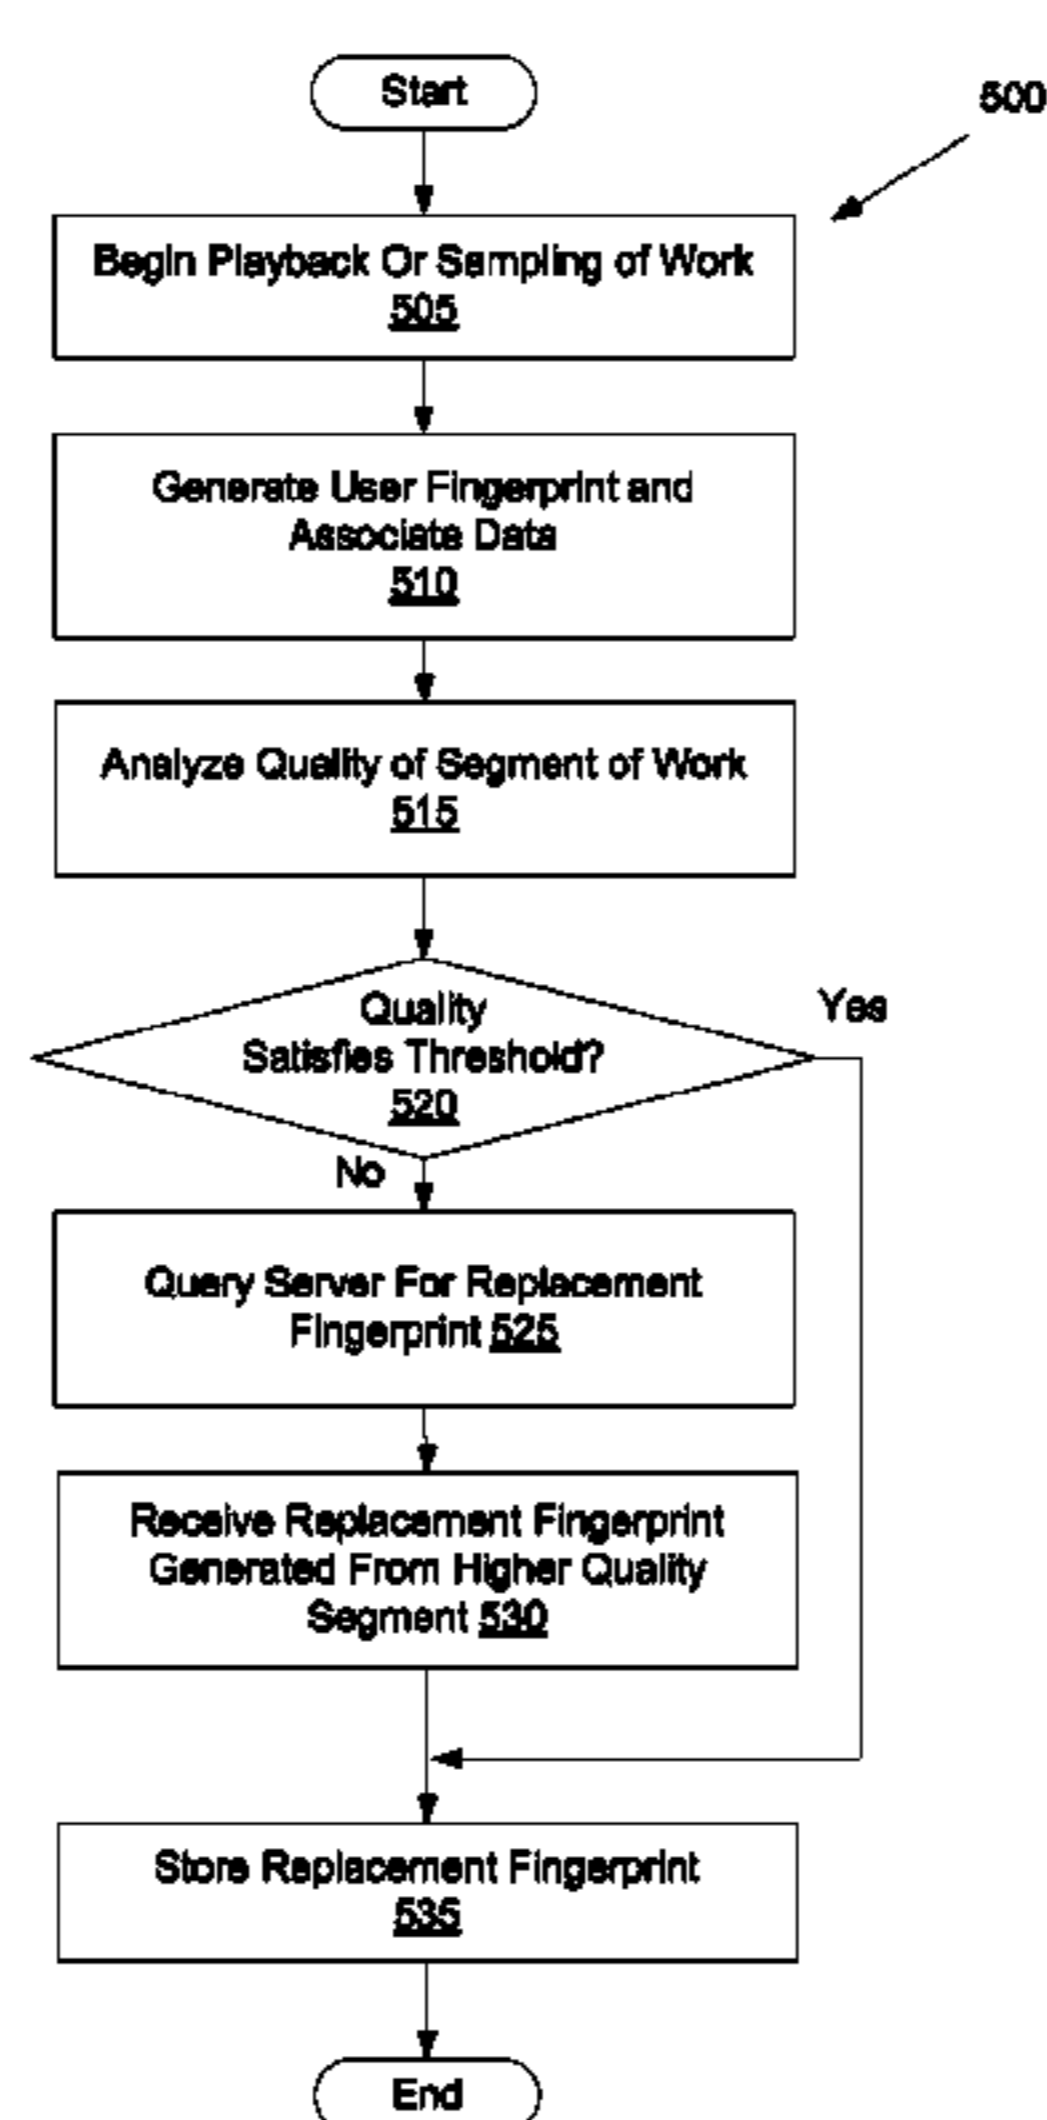 Start
500
Begin Playback Or Sampling of Work
505
Generate User Fingerprint and
Associate Data
510
Analyze Quality of Segment of Work
515
Quality
Satisfies Threshold?
520
Yes
No
Query Server For Replacement
Fingerprint 525
Receive Replacement Fingerprint
Generated From Higher Quality
Segment 530
Store Replacement Fingerprint
535
End